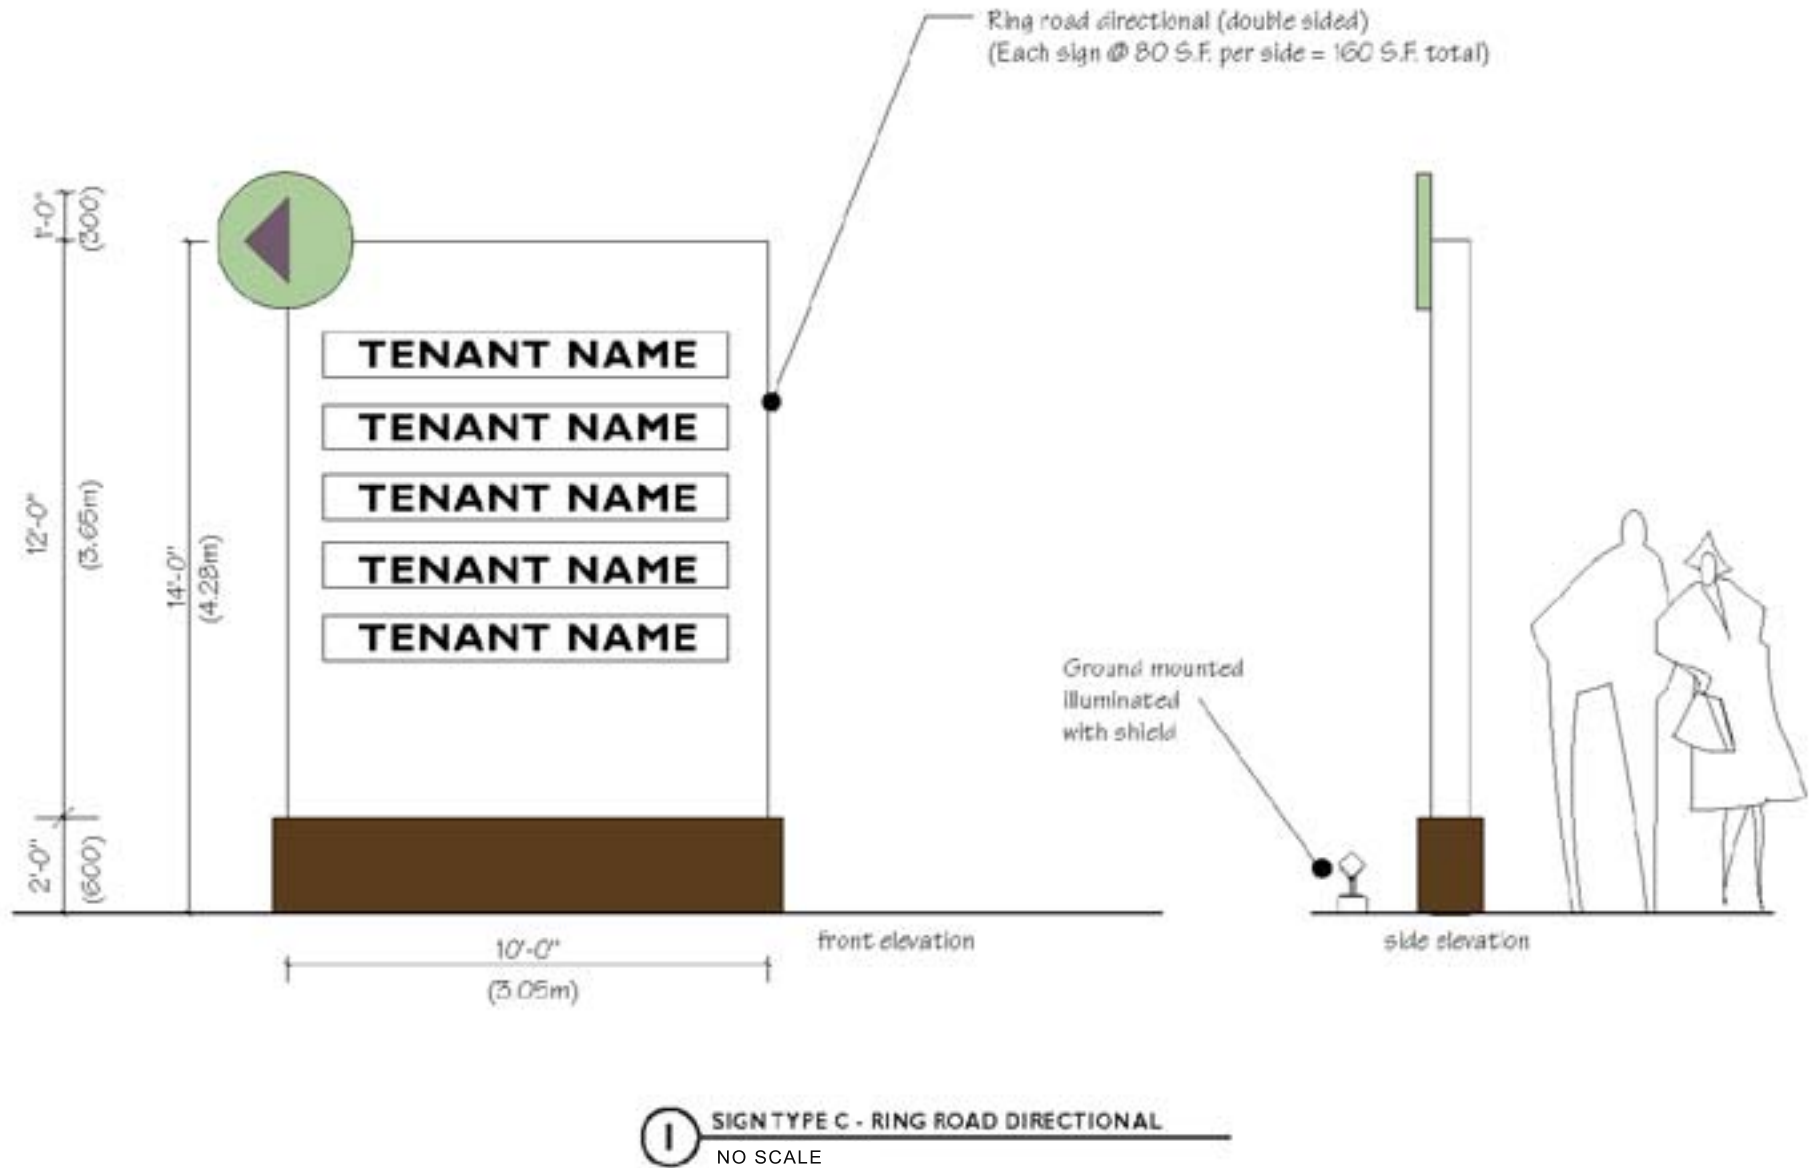 Ring road directional (double sided)
(Each sign @ 80 S.F. per side = 160 S.F. total)
1'-0"
(300)
12'-0"
(3.65m)
14'-0"
(4.28m)
2'-0"
(600)
TENANT NAME
TENANT NAME
TENANT NAME
TENANT NAME
TENANT NAME
Ground mounted
illuminated
with shield
10'-0"
(3.05m)
front elevation
side elevation
1
SIGN TYPE C - RING ROAD DIRECTIONAL
NO SCALE